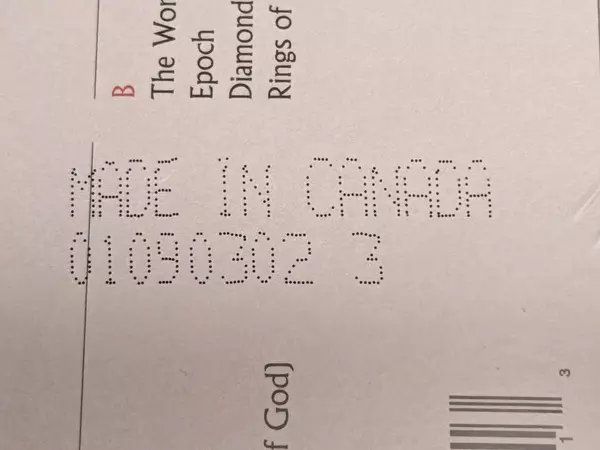 B
The Wor
Epoch
Diamond
Rings of
MADE IN CANADA
01090302 3
f God)
1 3